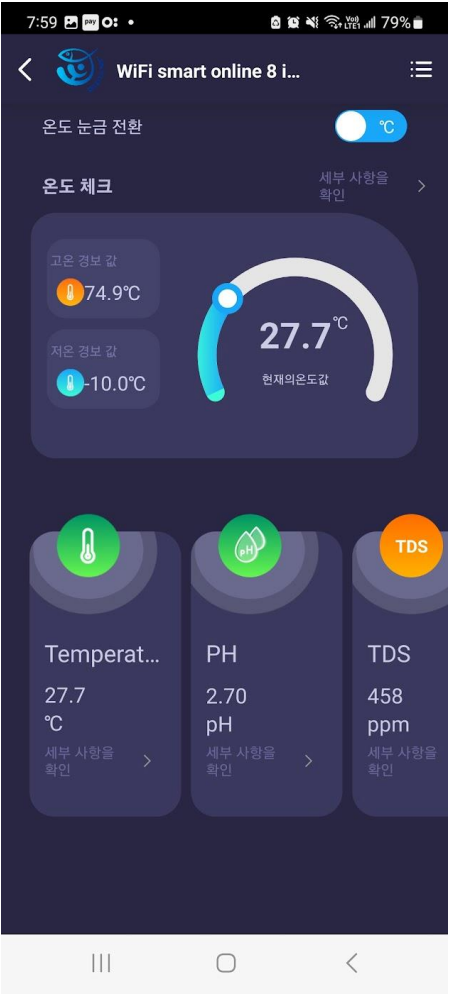 7:59
pay
79%
WiFi smart online 8 i...
온도 눈금 전환
℃
온도 체크
세부 사항을
확인
고온 경보 값
74.9℃
저온 경보 값
-10.0℃
27.7℃
현재의온도값
TDS
pH
Temperat...
PH
TDS
27.7
2.70
458
℃
pH
ppm
세부 사항을
확인
세부 사항을
확인
세부 사항을
확인